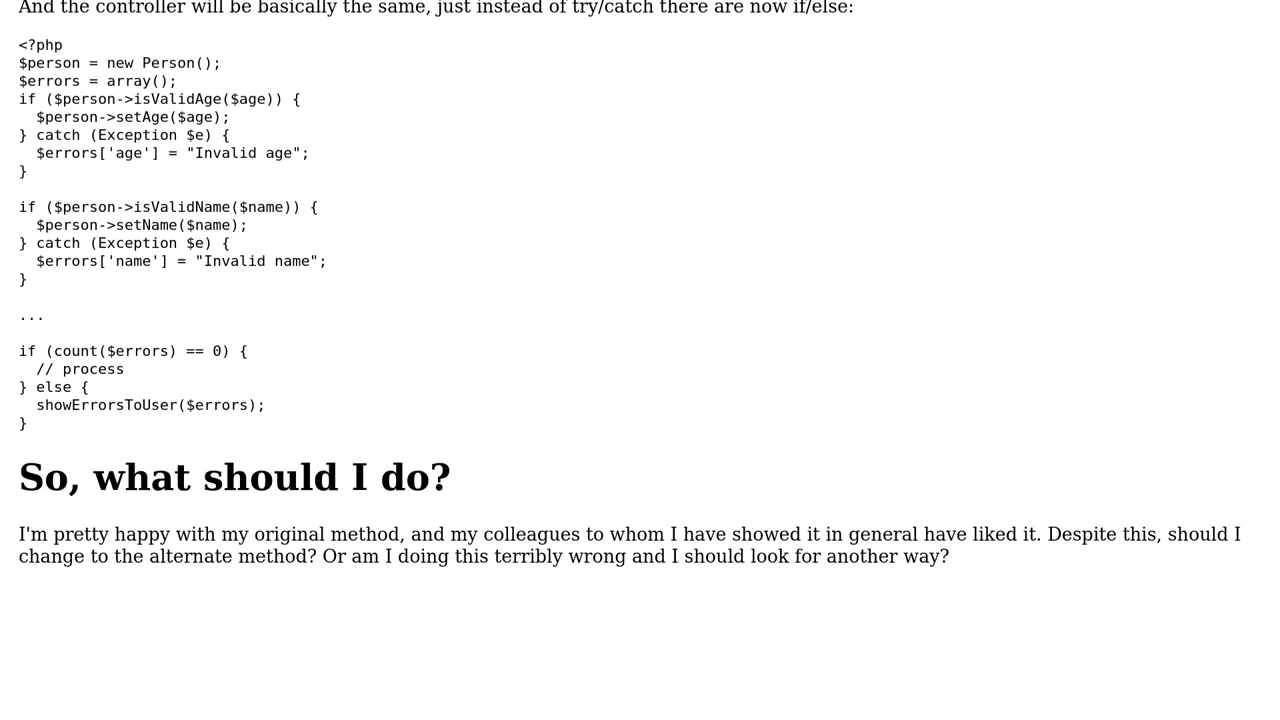 And the controller will be basically the same, just instead of try/catch there are now if/else:
<?php
$person = new Person();
$errors = array();
if ($person->isValidAge($age)) {
  $person->setAge($age);
} catch (Exception $e) {
  $errors['age'] = "Invalid age";
}

if ($person->isValidName($name)) {
  $person->setName($name);
} catch (Exception $e) {
  $errors['name'] = "Invalid name";
}

...

if (count($errors) == 0) {
  // process
} else {
  showErrorsToUser($errors);
}
So, what should I do?
I'm pretty happy with my original method, and my colleagues to whom I have showed it in general have liked it. Despite this, should I
change to the alternate method? Or am I doing this terribly wrong and I should look for another way?